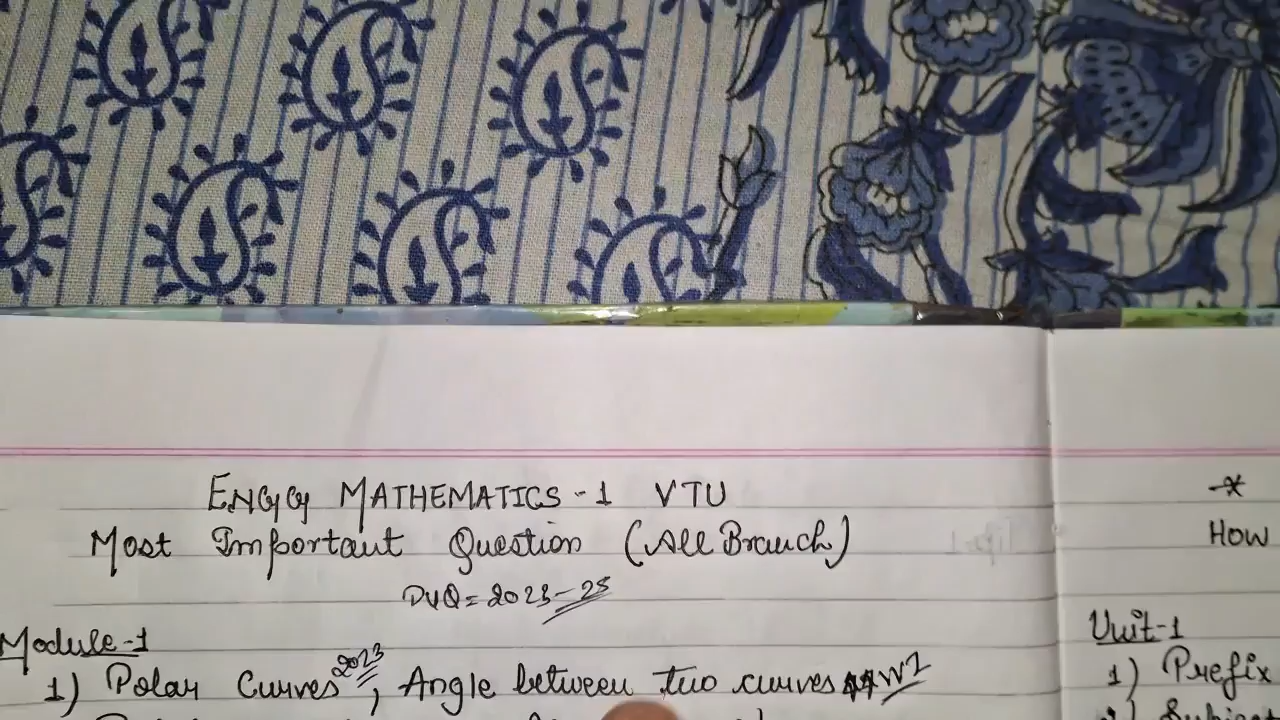 ENGG MATHEMATICS - 1 VTU
Most Important Question (All Branch)
PYQ = 2023-25
Module-1
1) Polar Curves 2023, Angle between two curves
*
How
Unit-1
1) Prefix